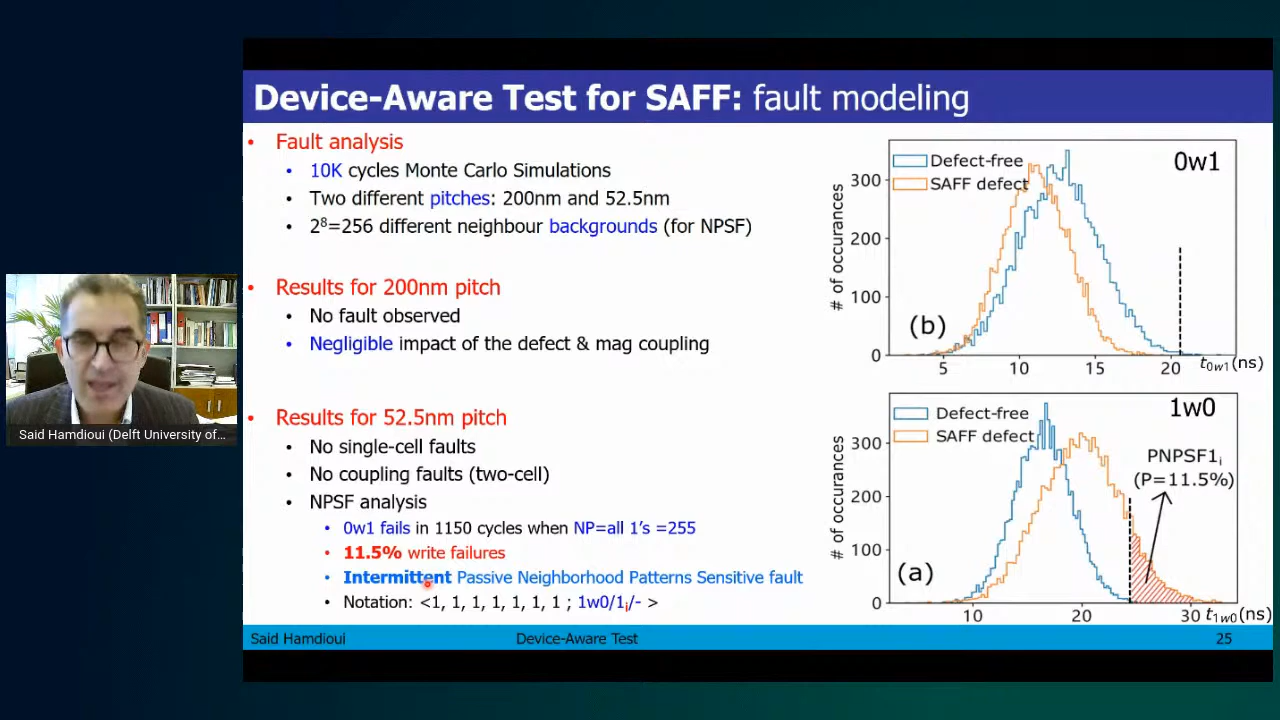 Device-Aware Test for SAFF: fault modeling
• Fault analysis
• 10K cycles Monte Carlo Simulations
• Two different pitches: 200nm and 52.5nm
• 2⁸=256 different neighbour backgrounds (for NPSF)
• Results for 200nm pitch
• No fault observed
• Negligible impact of the defect & mag coupling
• Results for 52.5nm pitch
• No single-cell faults
• No coupling faults (two-cell)
• NPSF analysis
• 0w1 fails in 1150 cycles when NP=all 1's =255
• 11.5% write failures
• Intermittent Passive Neighborhood Patterns Sensitive fault
• Notation: <1, 1, 1, 1, 1, 1, 1 ; 1w0/1ᵢ/- >
Defect-free
SAFF defect
0w1
# of occurances
300
200
100
0
(b)
5 10 15 20 t0w1(ns)
Defect-free
SAFF defect
1w0
PNPSF1ᵢ
(P=11.5%)
# of occurances
300
200
100
0
(a)
10 20 30 t1w0(ns)
Said Hamdioui (Delft University of...
Said Hamdioui Device-Aware Test 25